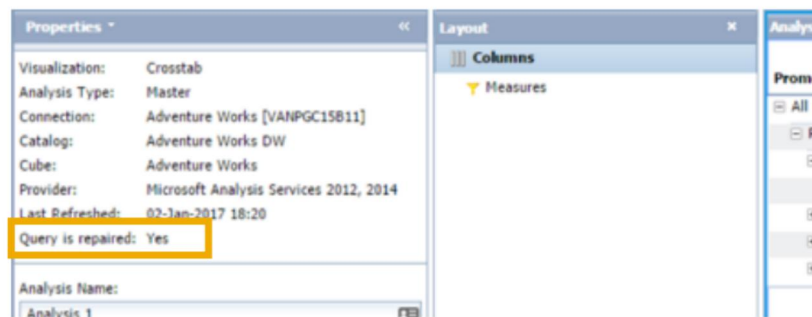 Properties
Visualization: Crosstab
Analysis Type: Master
Connection: Adventure Works [VANPGC15B11]
Catalog: Adventure Works DW
Cube: Adventure Works
Provider: Microsoft Analysis Services 2012, 2014
Last Refreshed: 02-Jan-2017 18:20
Query is repaired: Yes
Analysis Name:
Analysis 1
Layout
Columns
Measures
Analys
Prom
All